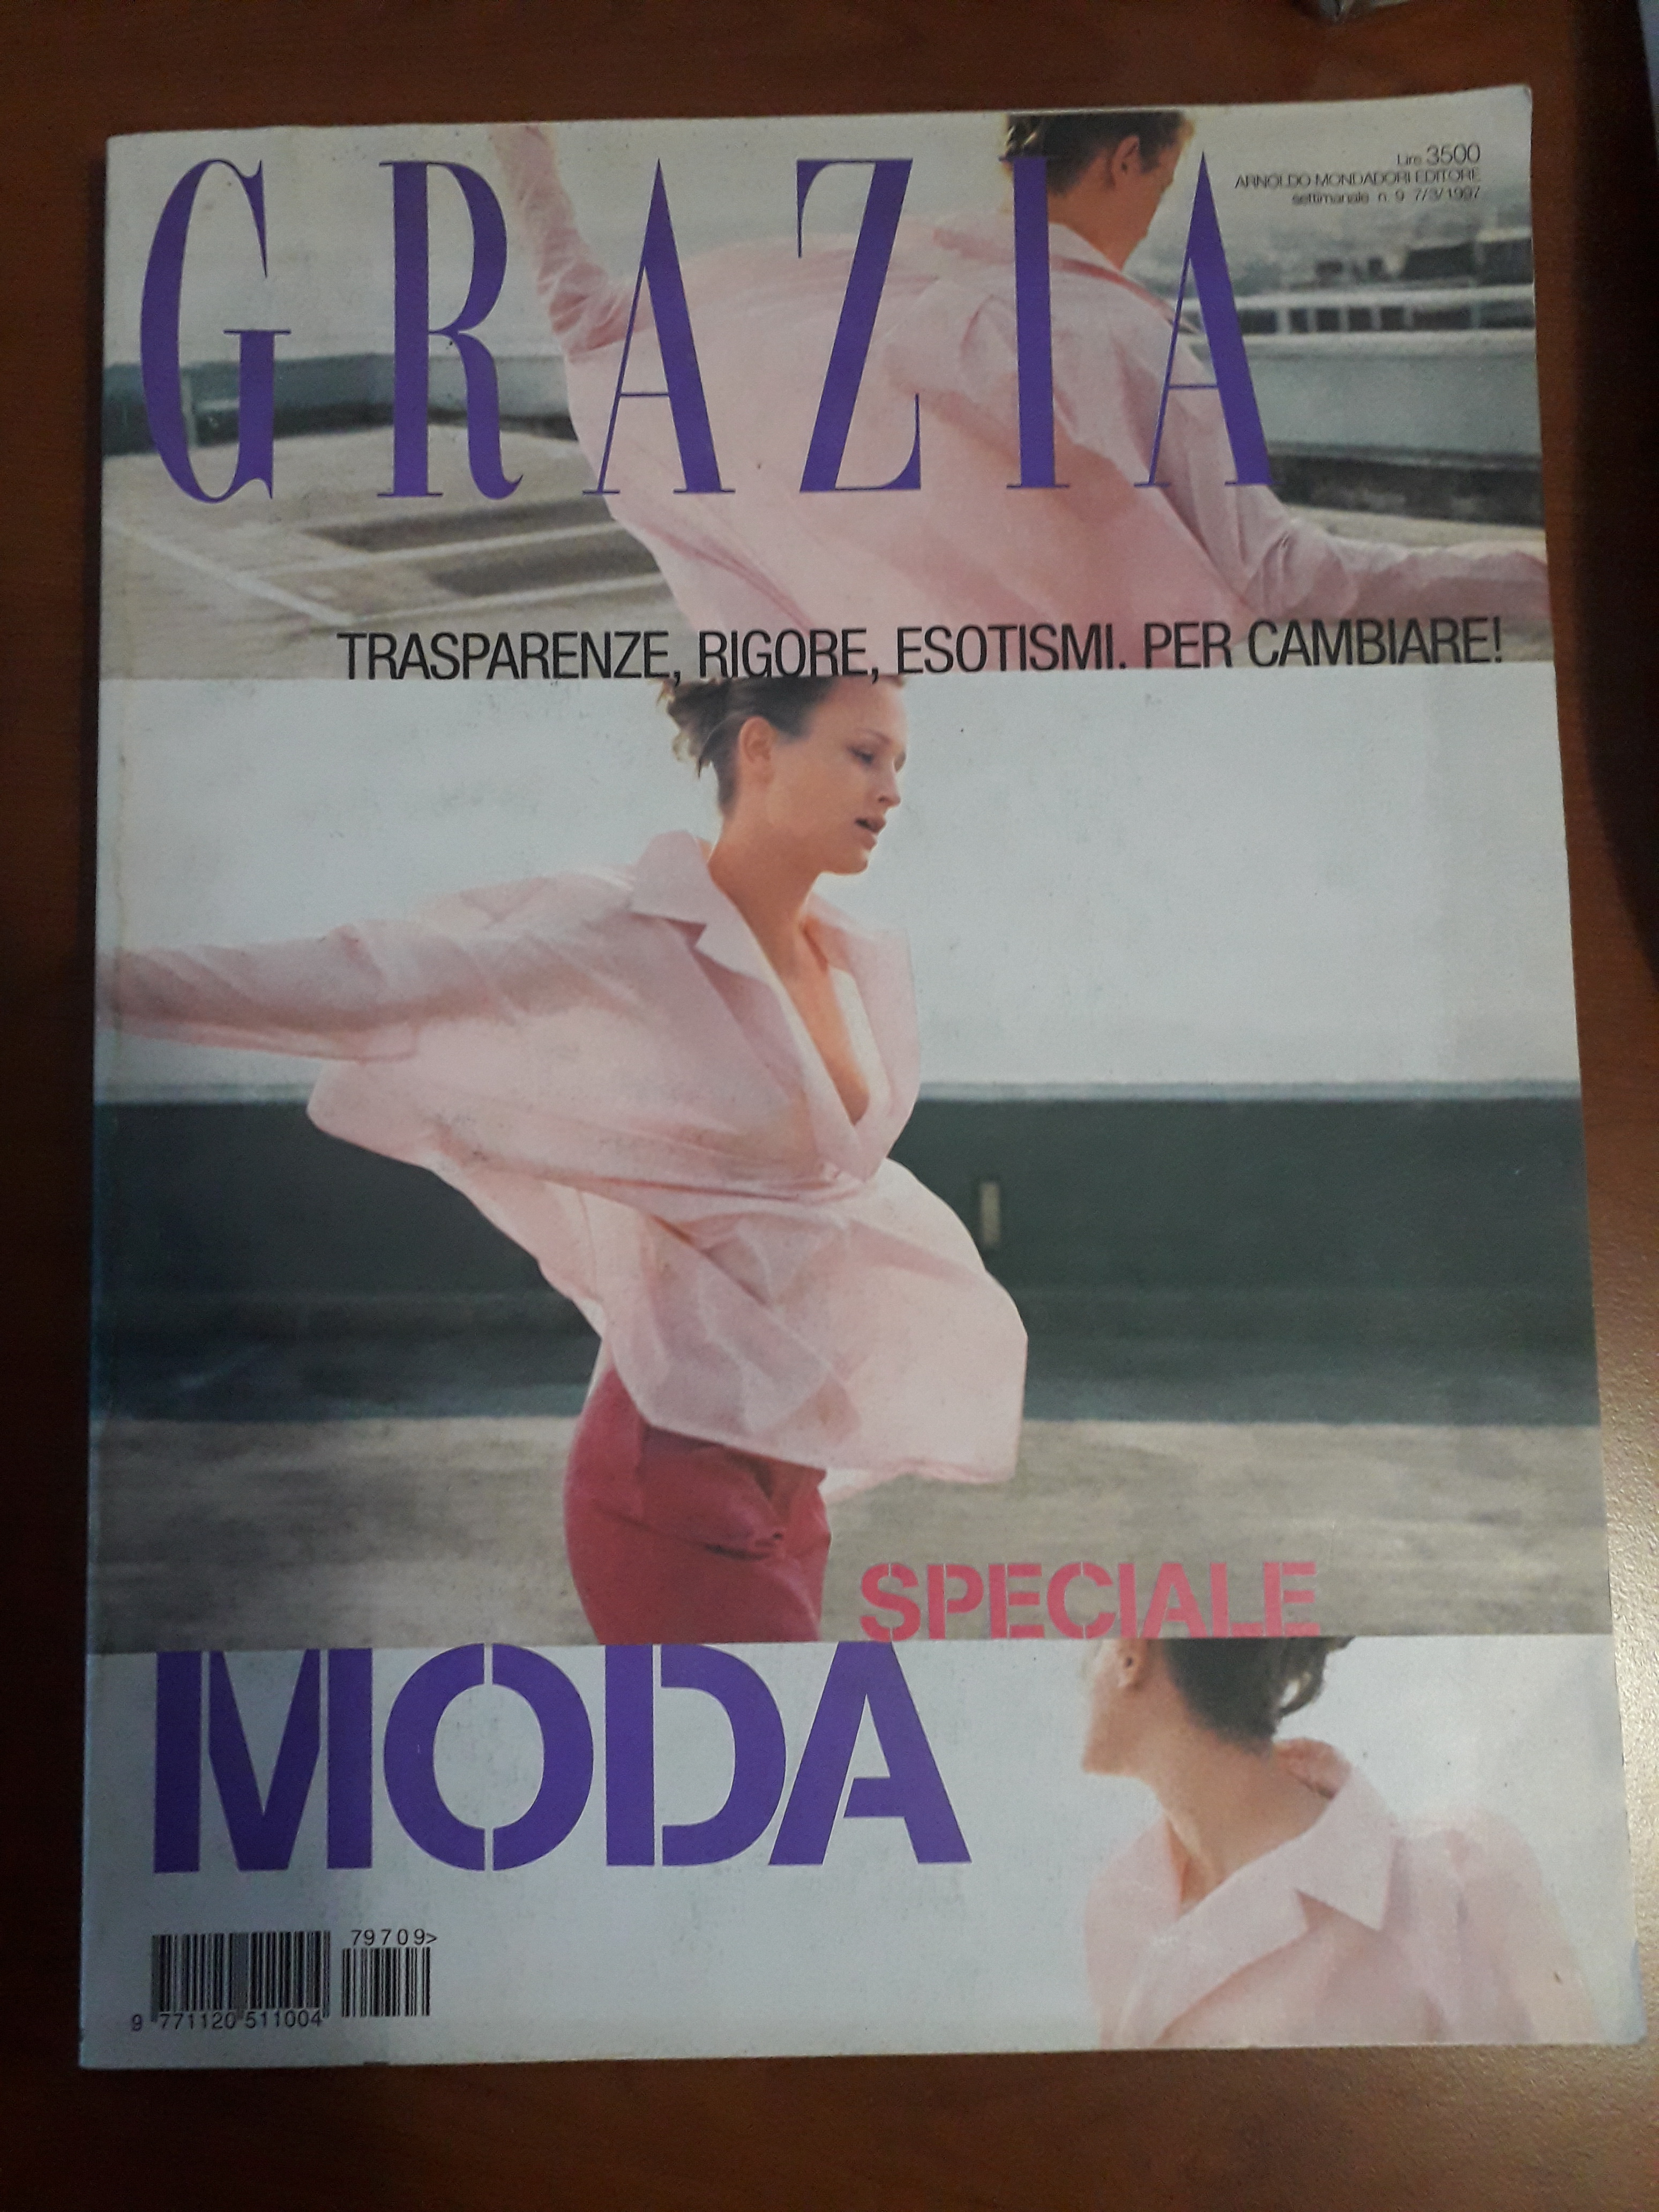 GRAZIA
Lire 3500
ARNOLDO MONDADORI EDITORE
settimanale n. 9 7/3/1997
TRASPARENZE, RIGORE, ESOTISMI. PER CAMBIARE!
SPECIALE
MODA
79709>
9 771120 511004